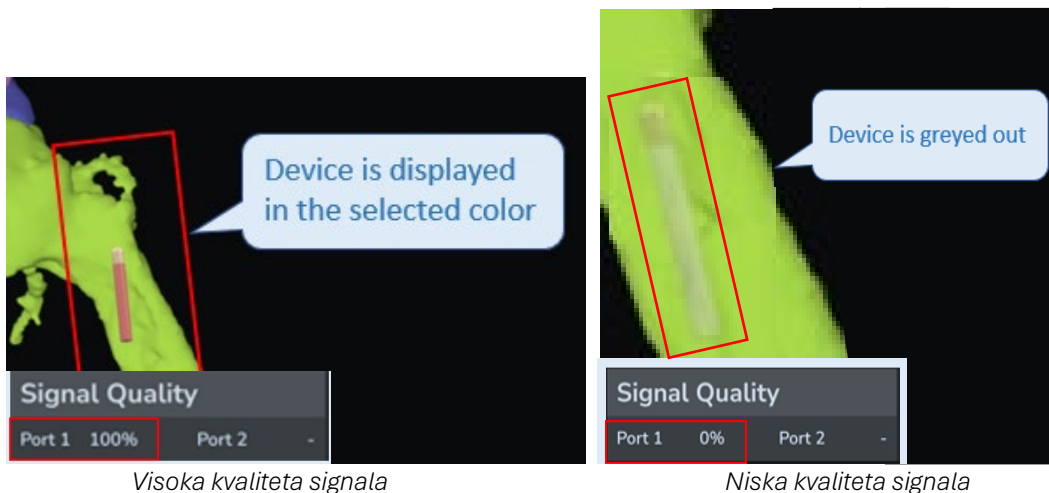 Device is displayed
in the selected color
Signal Quality
Port 1 100% Port 2 -
Visoka kvaliteta signala
Device is greyed out
Signal Quality
Port 1 0% Port 2 -
Niska kvaliteta signala